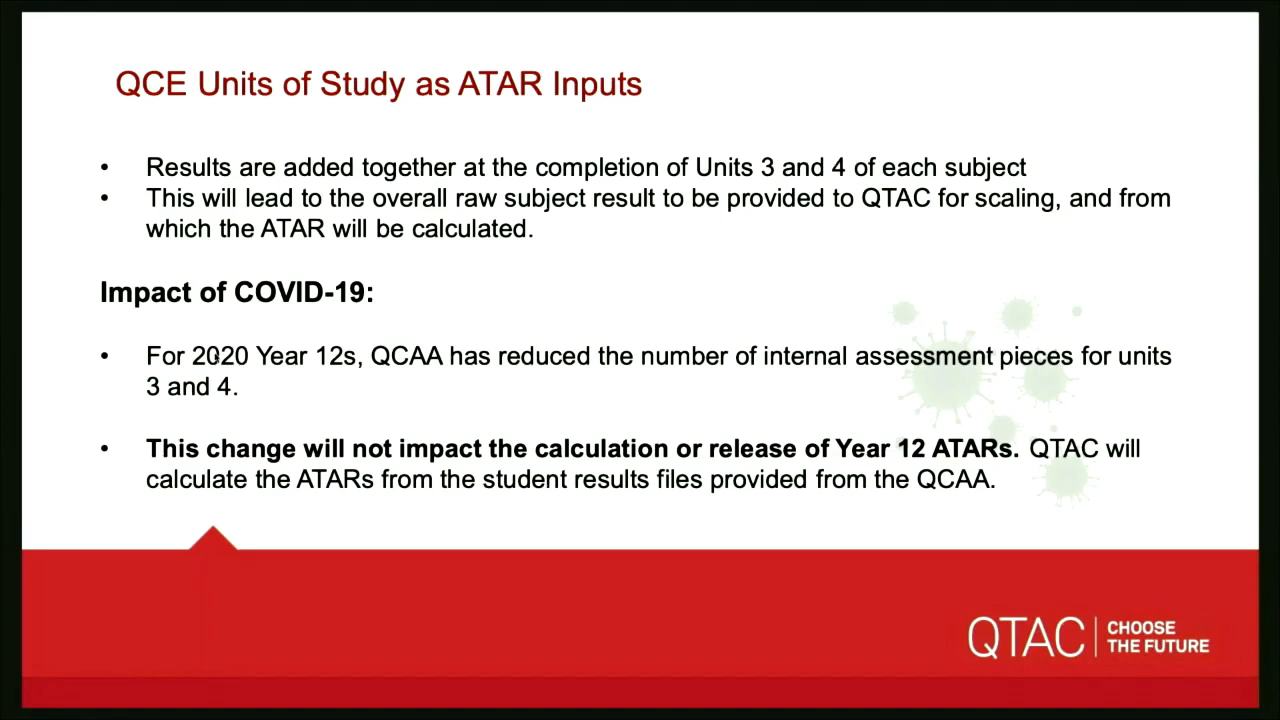 QCE Units of Study as ATAR Inputs
• Results are added together at the completion of Units 3 and 4 of each subject
• This will lead to the overall raw subject result to be provided to QTAC for scaling, and from
which the ATAR will be calculated.
Impact of COVID-19:
• For 2020 Year 12s, QCAA has reduced the number of internal assessment pieces for units
3 and 4.
• This change will not impact the calculation or release of Year 12 ATARs. QTAC will
calculate the ATARs from the student results files provided from the QCAA.
QTAC | CHOOSE
THE FUTURE